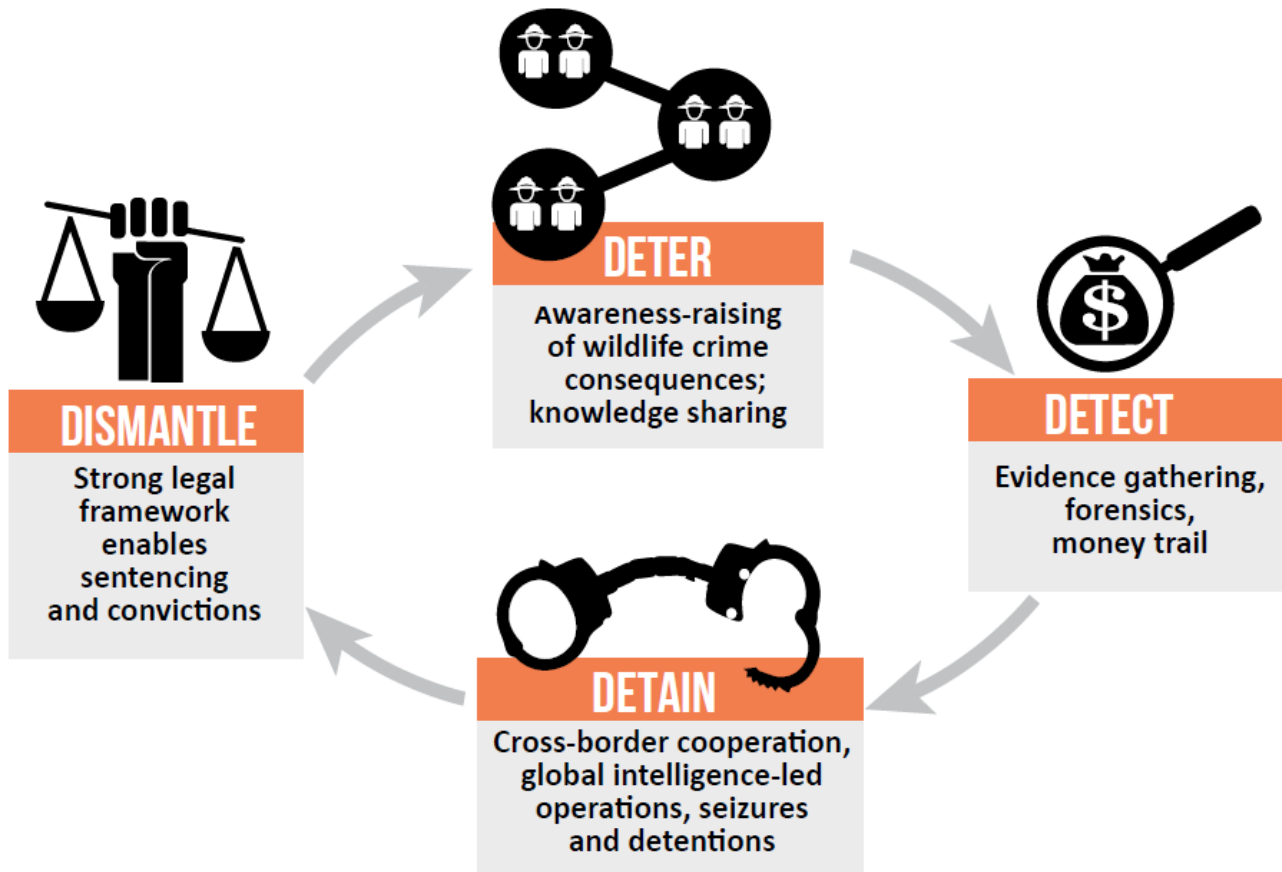 DETER
Awareness-raising
of wildlife crime
consequences;
knowledge sharing
DETECT
Evidence gathering,
forensics,
money trail
DETAIN
Cross-border cooperation,
global intelligence-led
operations, seizures
and detentions
DISMANTLE
Strong legal
framework
enables
sentencing
and convictions
$